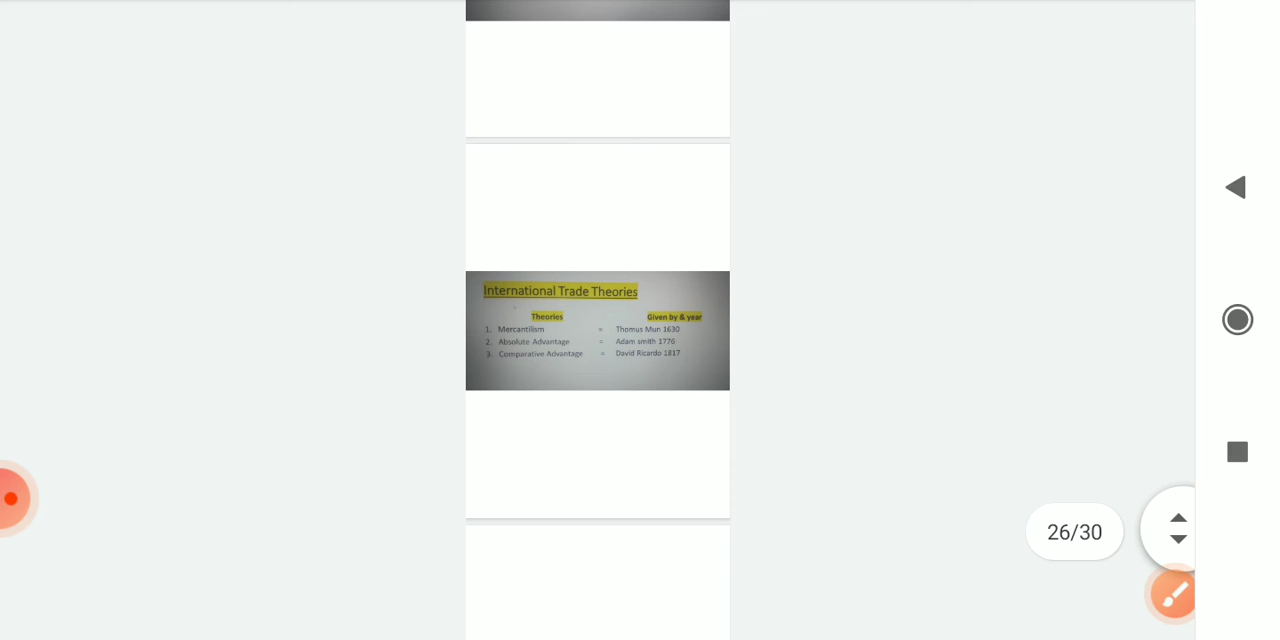 International Trade Theories
Theories Given by & year
1. Mercantilism = Thomus Mun 1630
2. Absolute Advantage = Adam smith 1776
3. Comparative Advantage = David Ricardo 1817
26/30